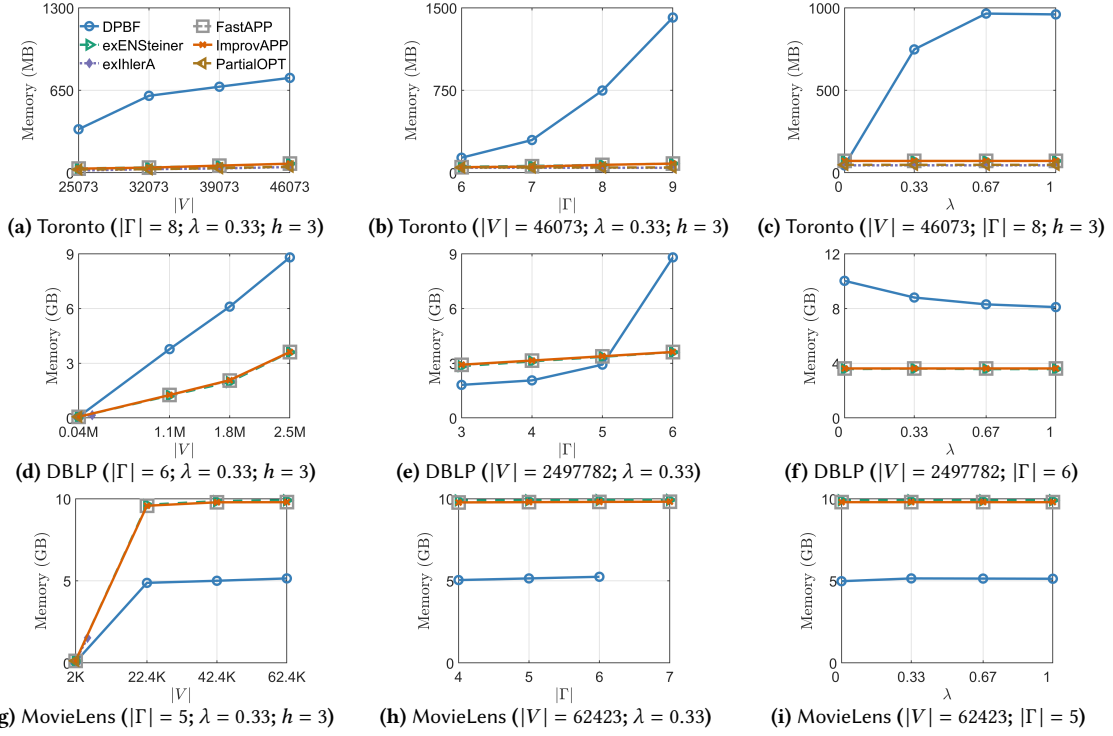 DPBF
exENSteiner
exIhlerA
FastAPP
ImprovAPP
PartialOPT
Memory (MB)
1300
650
0
25073 32073 39073 46073
|V|
(a) Toronto (|Γ| = 8; λ = 0.33; h = 3)
Memory (MB)
1500
750
0
6 7 8 9
|Γ|
(b) Toronto (|V| = 46073; λ = 0.33; h = 3)
Memory (MB)
1000
500
0
0 0.33 0.67 1
λ
(c) Toronto (|V| = 46073; |Γ| = 8; h = 3)
Memory (GB)
9
6
3
0
0.04M 1.1M 1.8M 2.5M
|V|
(d) DBLP (|Γ| = 6; λ = 0.33; h = 3)
Memory (GB)
9
6
3
0
3 4 5 6
|Γ|
(e) DBLP (|V| = 2497782; λ = 0.33)
Memory (GB)
12
8
4
0
0 0.33 0.67 1
λ
(f) DBLP (|V| = 2497782; |Γ| = 6)
Memory (GB)
10
5
0
2K 22.4K 42.4K 62.4K
|V|
g) MovieLens (|Γ| = 5; λ = 0.33; h = 3)
Memory (GB)
10
5
0
4 5 6 7
|Γ|
(h) MovieLens (|V| = 62423; λ = 0.33)
Memory (GB)
10
5
0
0 0.33 0.67 1
λ
(i) MovieLens (|V| = 62423; |Γ| = 5)